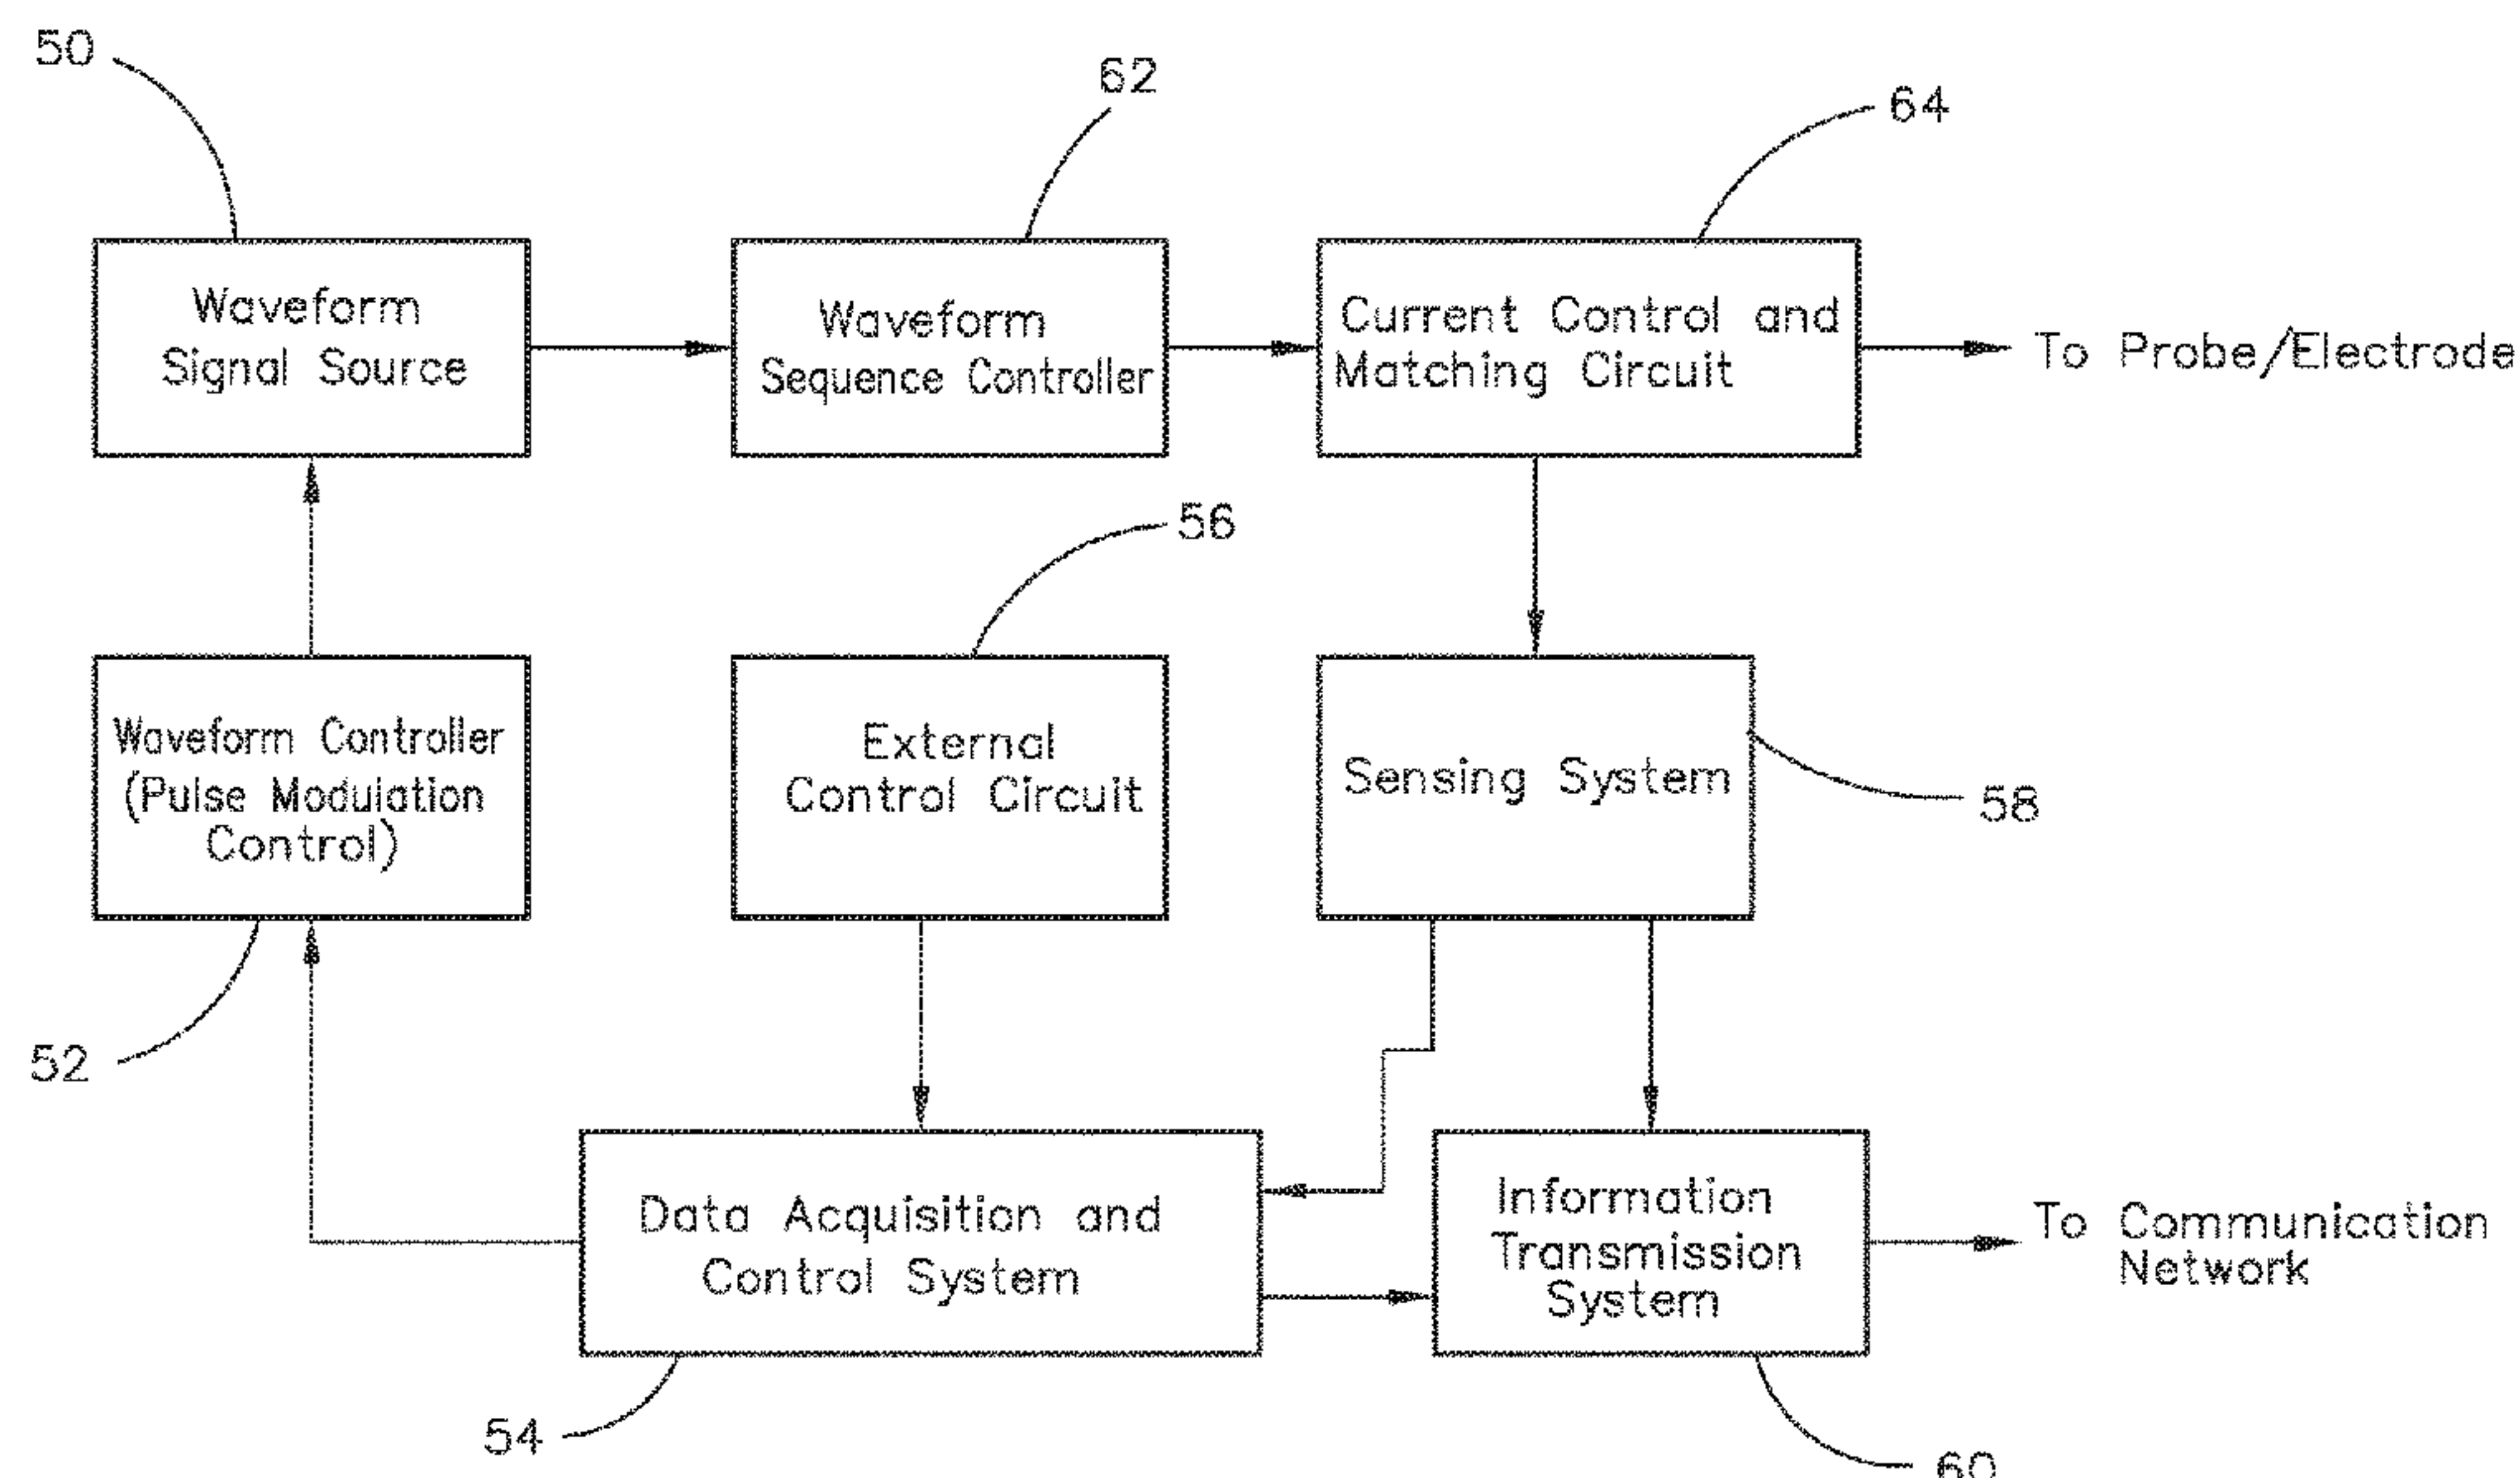 50
62
64
Waveform
Signal Source
Waveform
Sequence Controller
Current Control and
Matching Circuit
To Probe/Electrode
56
Waveform Controller
(Pulse Modulation
Control)
External
Control Circuit
Sensing System
58
52
Data Acquisition and
Control System
Information
Transmission
System
To Communication
Network
54
60